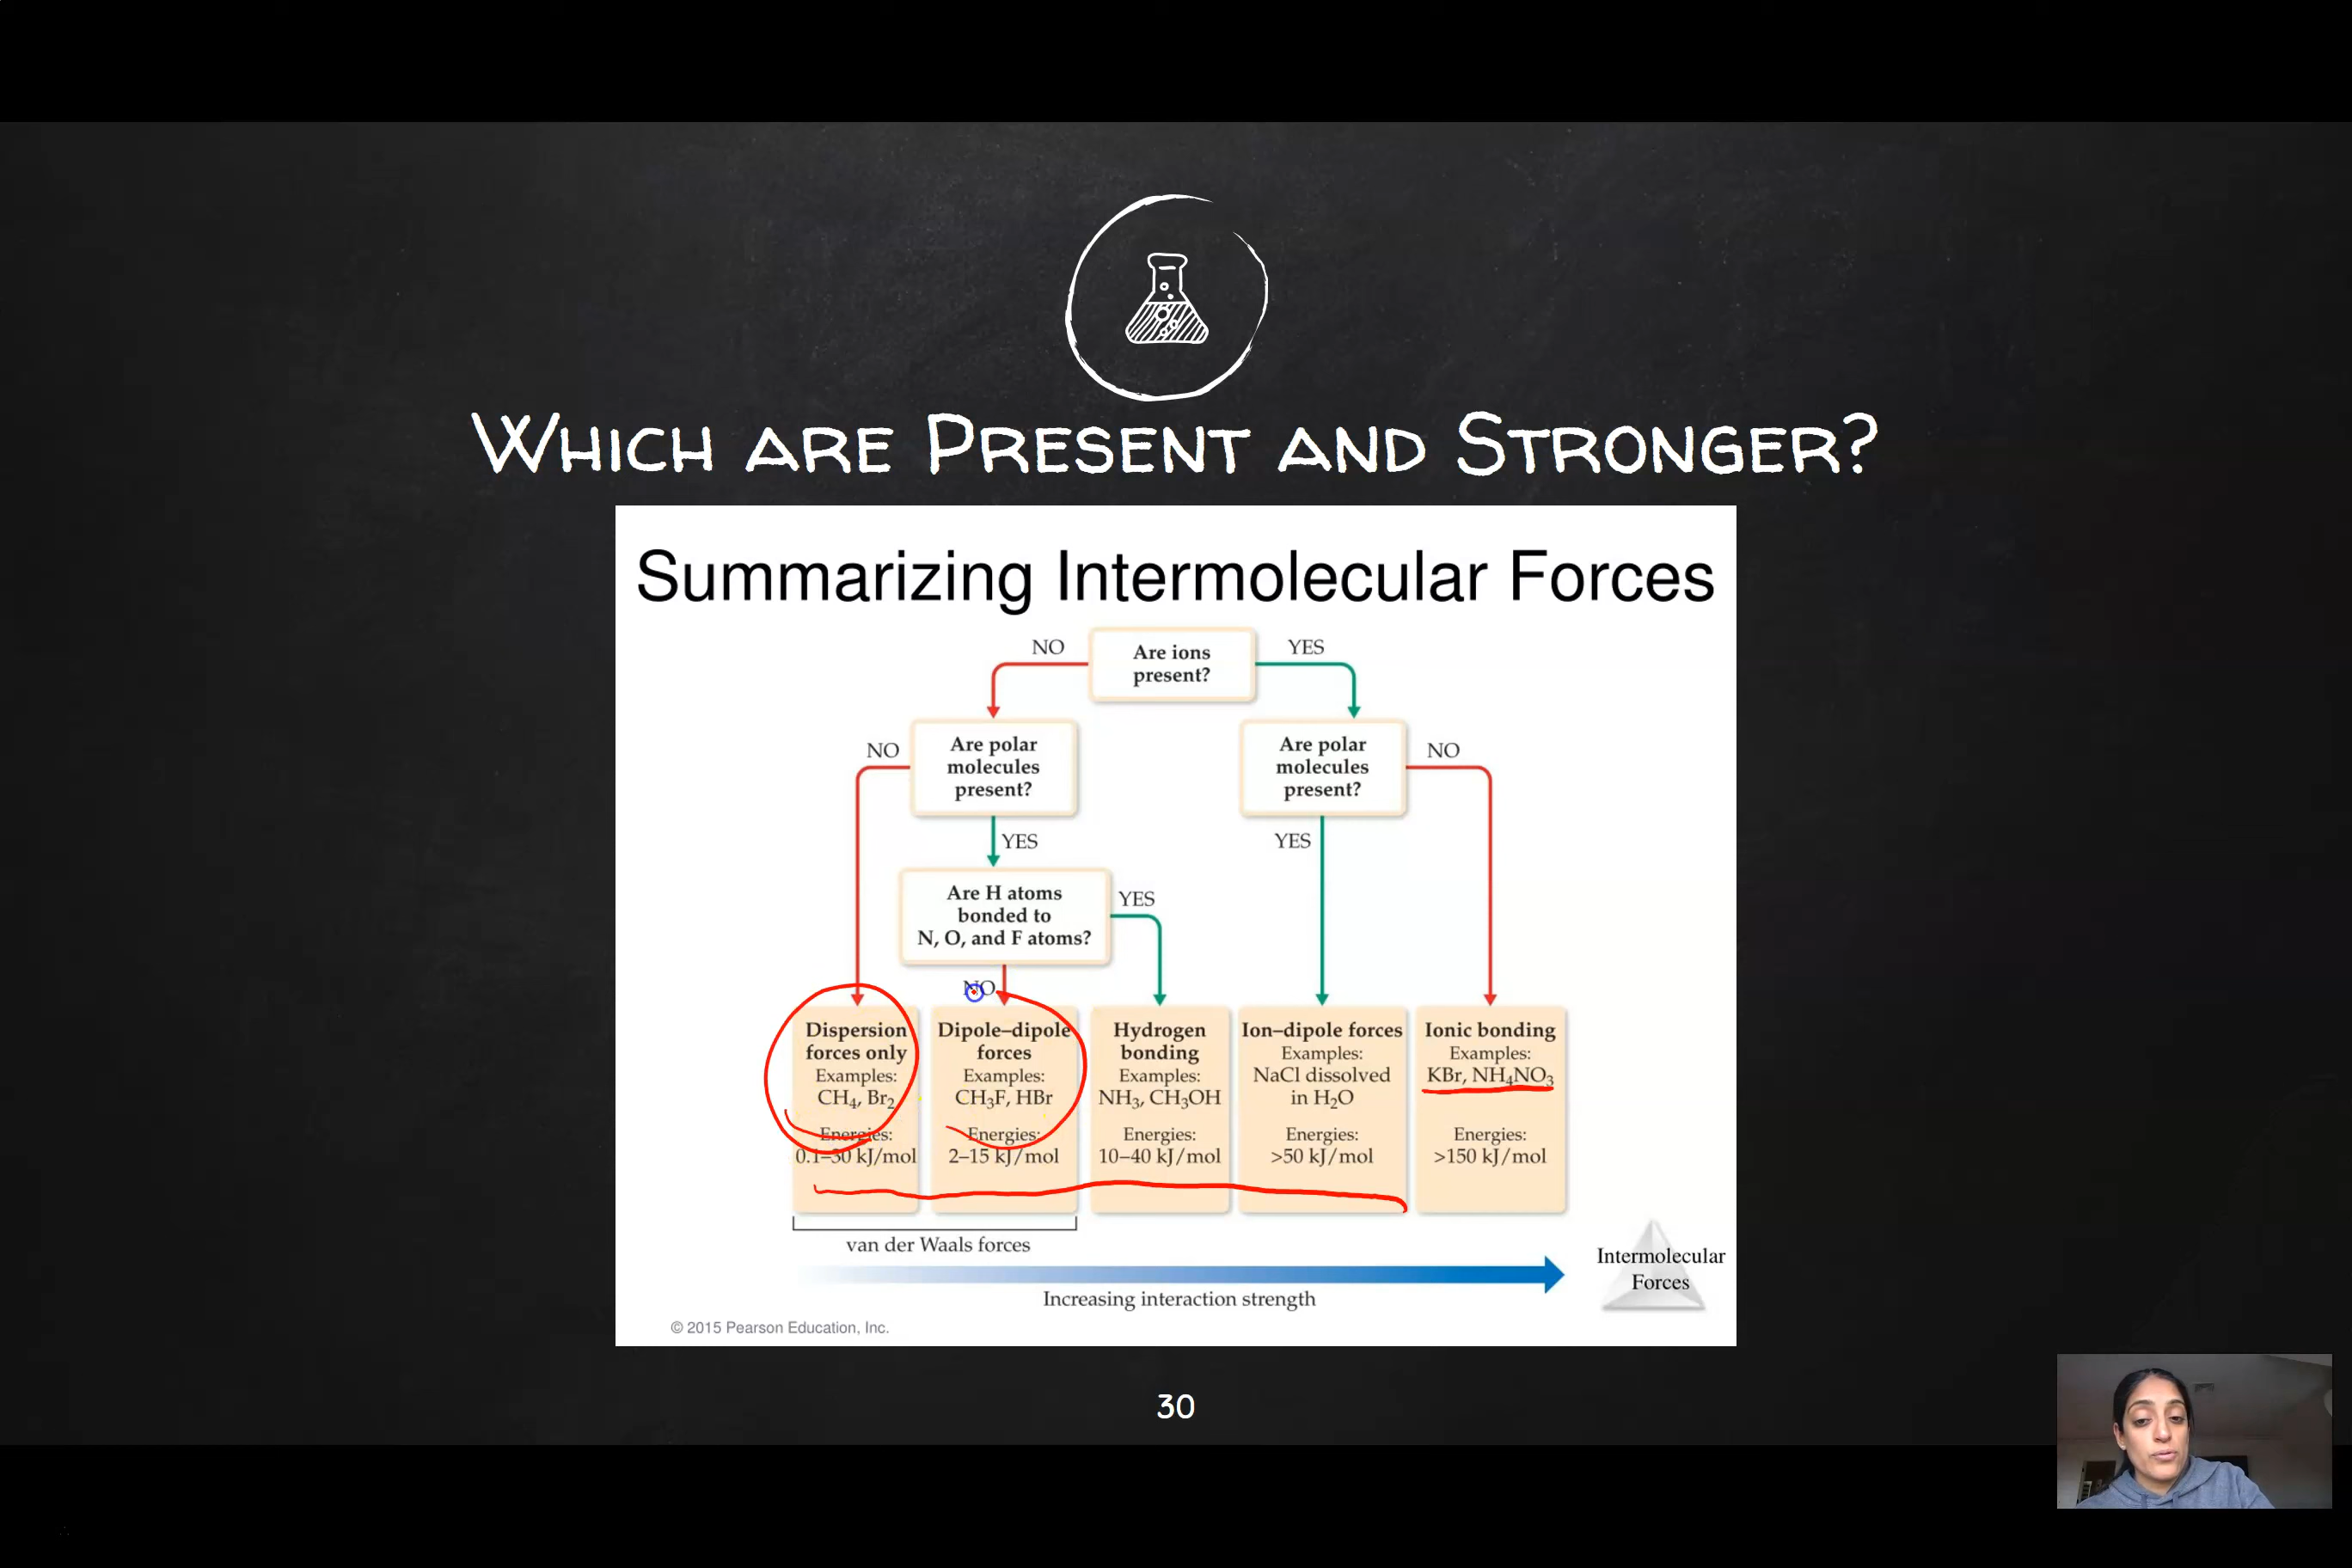 WHICH ARE PRESENT AND STRONGER?
Summarizing Intermolecular Forces
NO
Are ions
present?
YES
NO
Are polar
molecules
present?
Are polar
molecules
present?
NO
YES
YES
Are H atoms
bonded to
N, O, and F atoms?
YES
NO
Dispersion
forces only
Examples:
CH₄, Br₂
Energies:
0.1–30 kJ/mol
Dipole–dipole
forces
Examples:
CH₃F, HBr
Energies:
2–15 kJ/mol
Hydrogen
bonding
Examples:
NH₃, CH₃OH
Energies:
10–40 kJ/mol
Ion–dipole forces
Examples:
NaCl dissolved
in H₂O
Energies:
>50 kJ/mol
Ionic bonding
Examples:
KBr, NH₄NO₃
Energies:
>150 kJ/mol
van der Waals forces
Increasing interaction strength
Intermolecular
Forces
© 2015 Pearson Education, Inc.
30